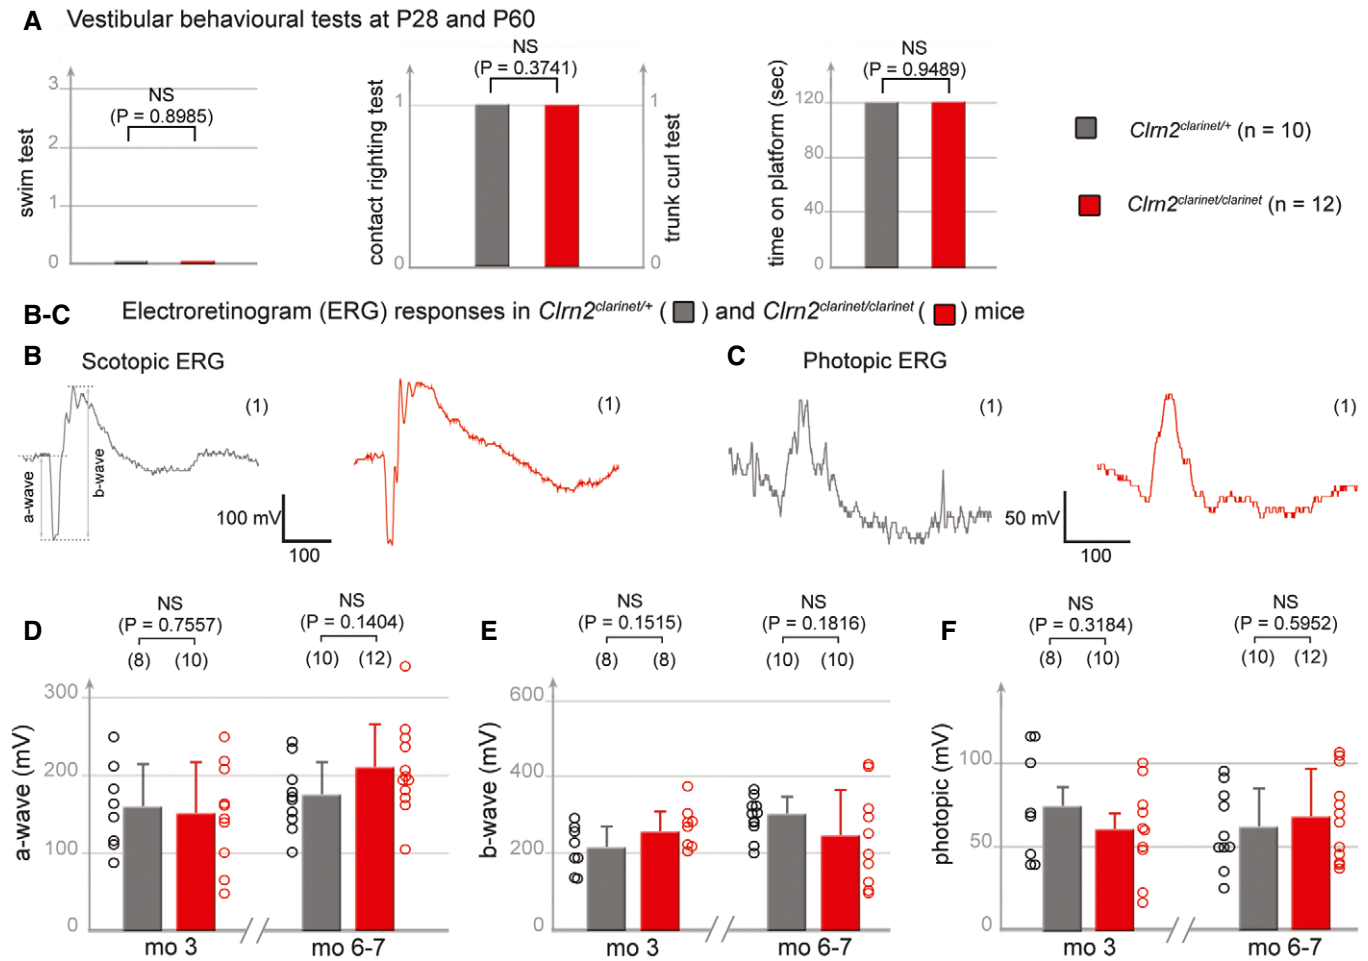 A Vestibular behavioural tests at P28 and P60
swim test
3
2
1
0
NS
(P = 0.8985)
contact righting test
1
0
NS
(P = 0.3741)
1
0
trunk curl test
time on platform (sec)
120
80
40
0
NS
(P = 0.9489)
Clrn2clarinet/+ (n = 10)
Clrn2clarinet/clarinet (n = 12)
B-C Electroretinogram (ERG) responses in Clrn2clarinet/+ ( ) and Clrn2clarinet/clarinet ( ) mice
B Scotopic ERG
a-wave
b-wave
(1)
100 mV
100
(1)
C Photopic ERG
(1)
50 mV
100
(1)
D
NS
(P = 0.7557)
(8) (10)
NS
(P = 0.1404)
(10) (12)
a-wave (mV)
300
200
100
0
mo 3
mo 6-7
E
NS
(P = 0.1515)
(8) (8)
NS
(P = 0.1816)
(10) (10)
b-wave (mV)
600
400
200
0
mo 3
mo 6-7
F
NS
(P = 0.3184)
(8) (10)
NS
(P = 0.5952)
(10) (12)
photopic (mV)
100
50
0
mo 3
mo 6-7